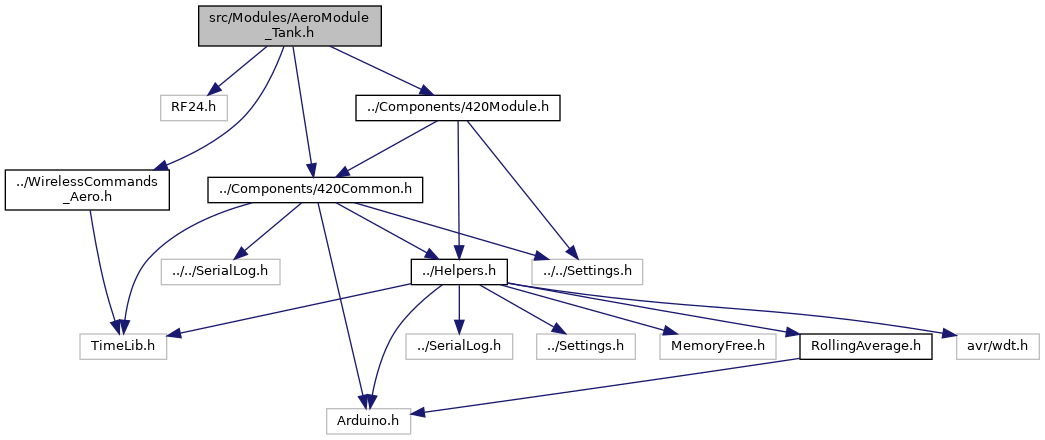 src/Modules/AeroModule
_Tank.h
RF24.h
../Components/420Module.h
../WirelessCommands
_Aero.h
../Components/420Common.h
../../SerialLog.h
../Helpers.h
../../Settings.h
TimeLib.h
../SerialLog.h
../Settings.h
MemoryFree.h
RollingAverage.h
avr/wdt.h
Arduino.h